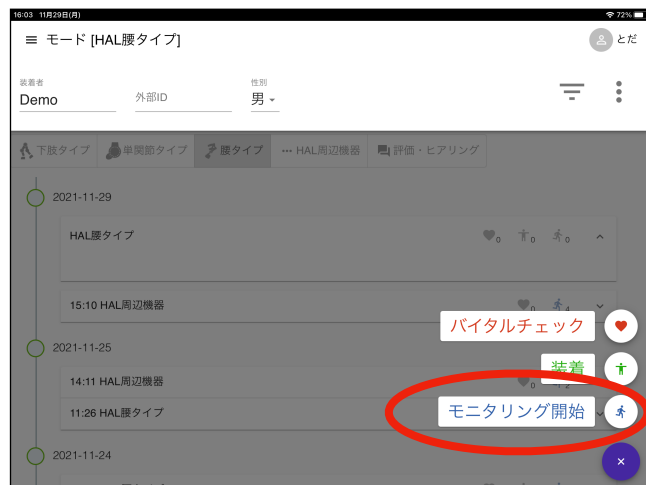 16:03 11月29日(月) 72%
モード [HAL腰タイプ] とだ
装着者 性別
Demo 外部ID 男
下肢タイプ 単関節タイプ 腰タイプ HAL周辺機器 評価・ヒアリング
2021-11-29
HAL腰タイプ 0 0 0
15:10 HAL周辺機器 0 4
バイタルチェック
2021-11-25
装着
14:11 HAL周辺機器 0 2
11:26 HAL腰タイプ
モニタリング開始
2021-11-24